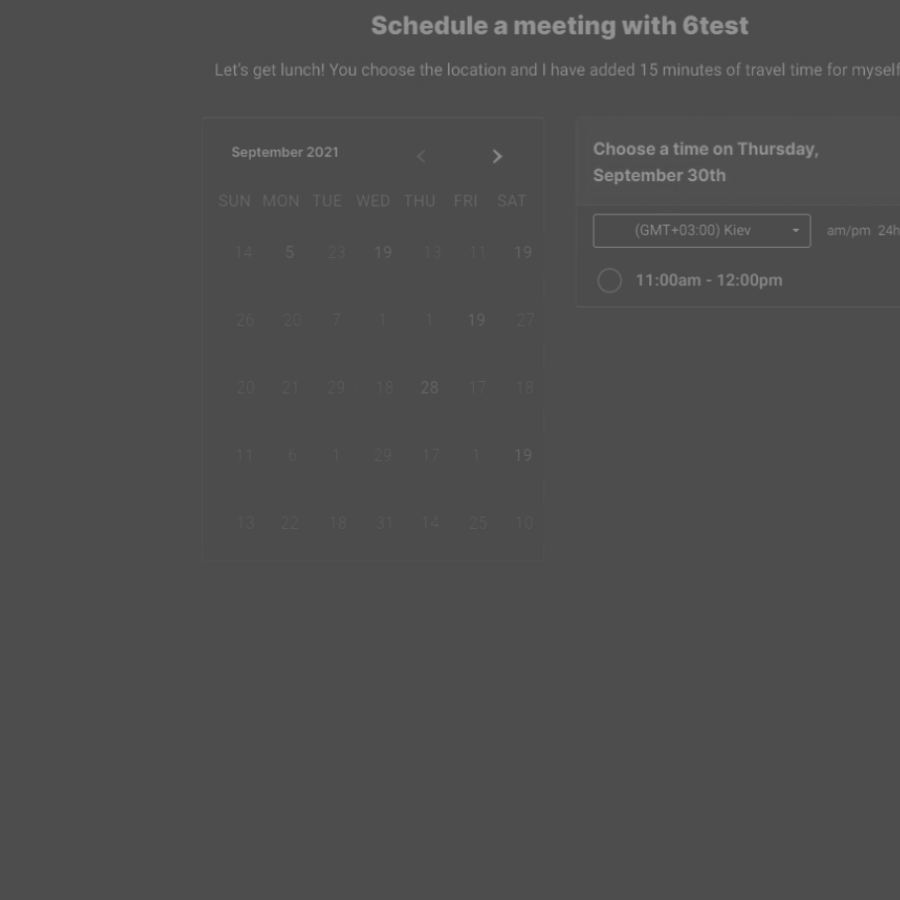 Schedule a meeting with 6test
Let's get lunch! You choose the location and I have added 15 minutes of travel time for myself
September 2021
SUN MON TUE WED THU FRI SAT
14 5 23 19 13 11 19
26 20 7 1 1 19 27
20 21 29 18 28 17 18
11 6 1 29 17 1 19
13 22 18 31 14 25 10
Choose a time on Thursday,
September 30th
(GMT+03:00) Kiev
am/pm 24h
11:00am - 12:00pm